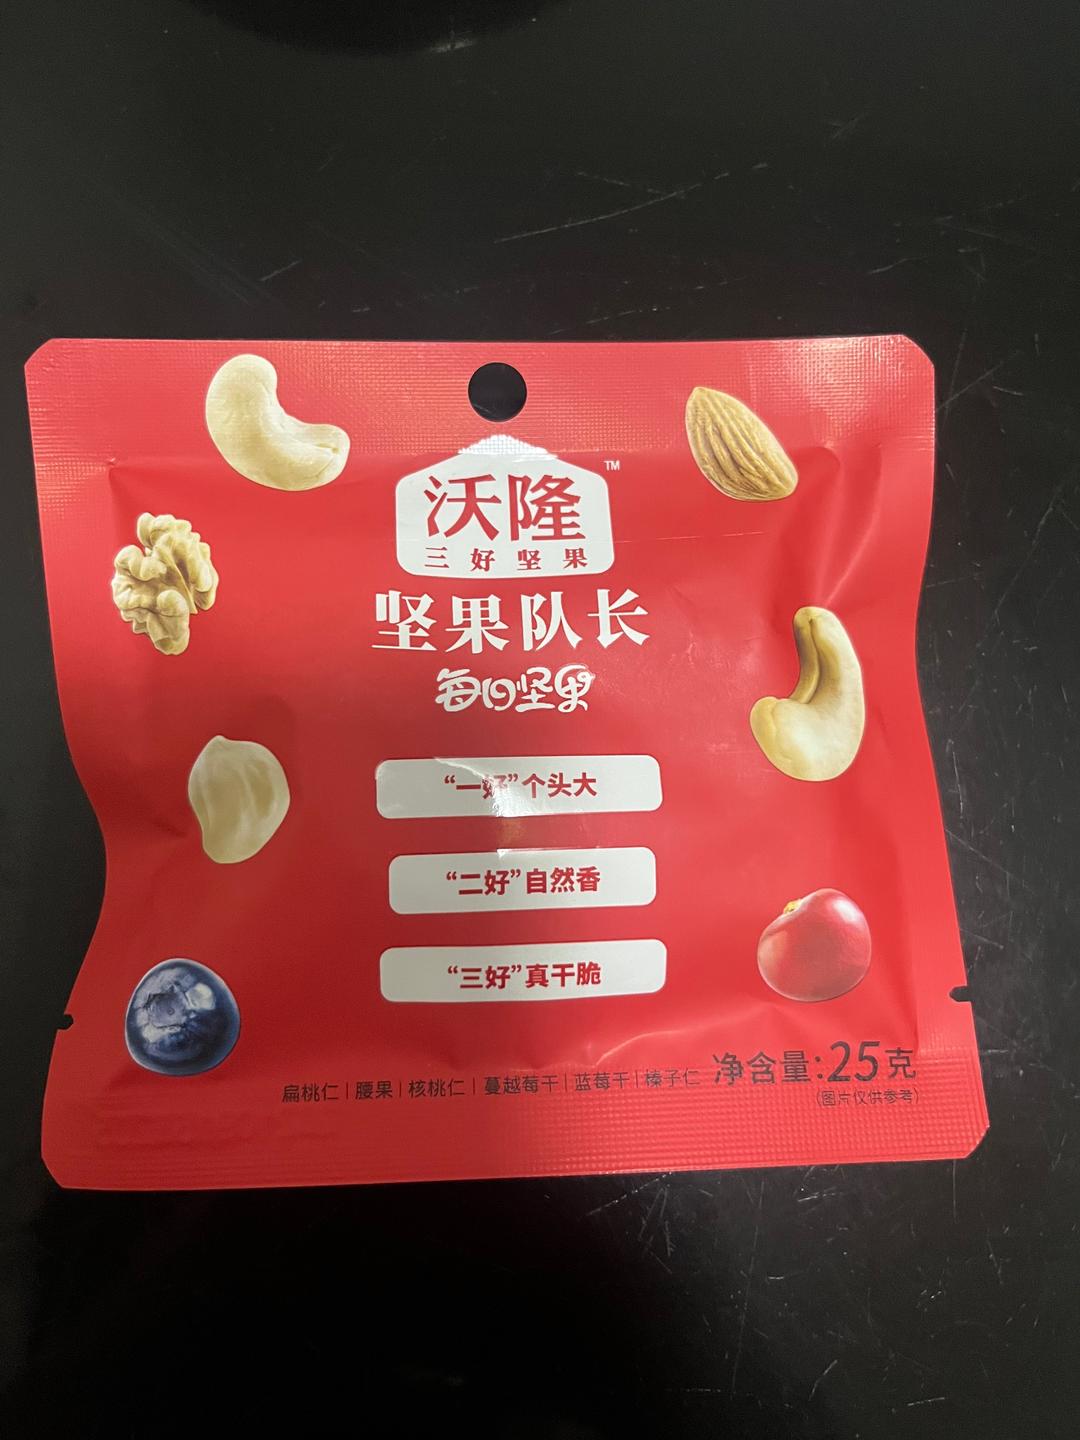 沃隆™
三好坚果
坚果队长
每日坚果
“一好”个头大
“二好”自然香
“三好”真干脆
扁桃仁|腰果|核桃仁|蔓越莓干|蓝莓干|榛子仁
净含量:25克
(图片仅供参考)